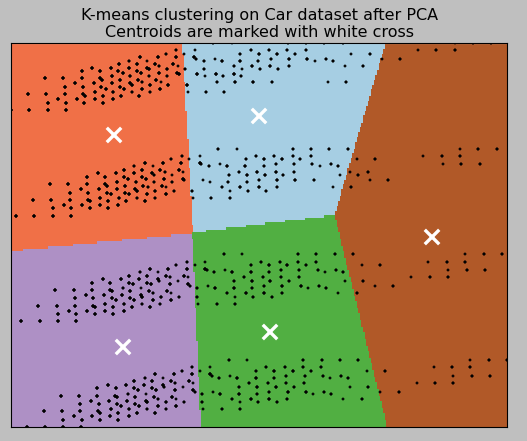 K-means clustering on Car dataset after PCA
Centroids are marked with white cross